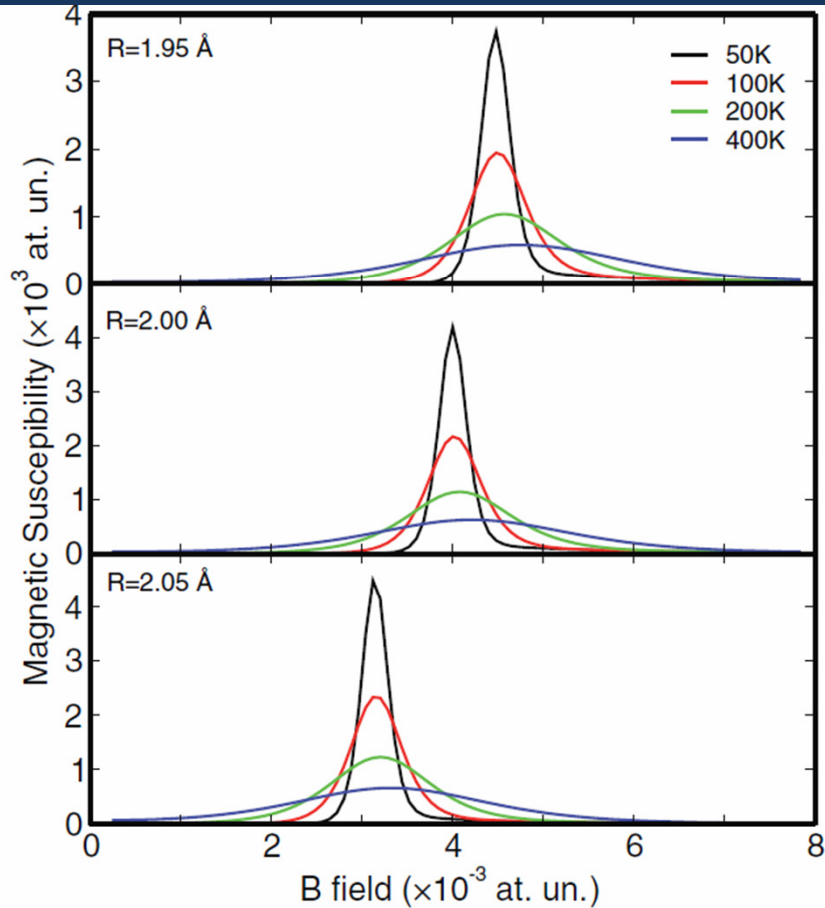 4
R=1.95 Å
50K
100K
200K
400K
3
2
1
0
Magnetic Suscepibility (×10³ at. un.)
R=2.00 Å
4
3
2
1
0
R=2.05 Å
4
3
2
1
0
0 2 4 6 8
B field (×10⁻³ at. un.)